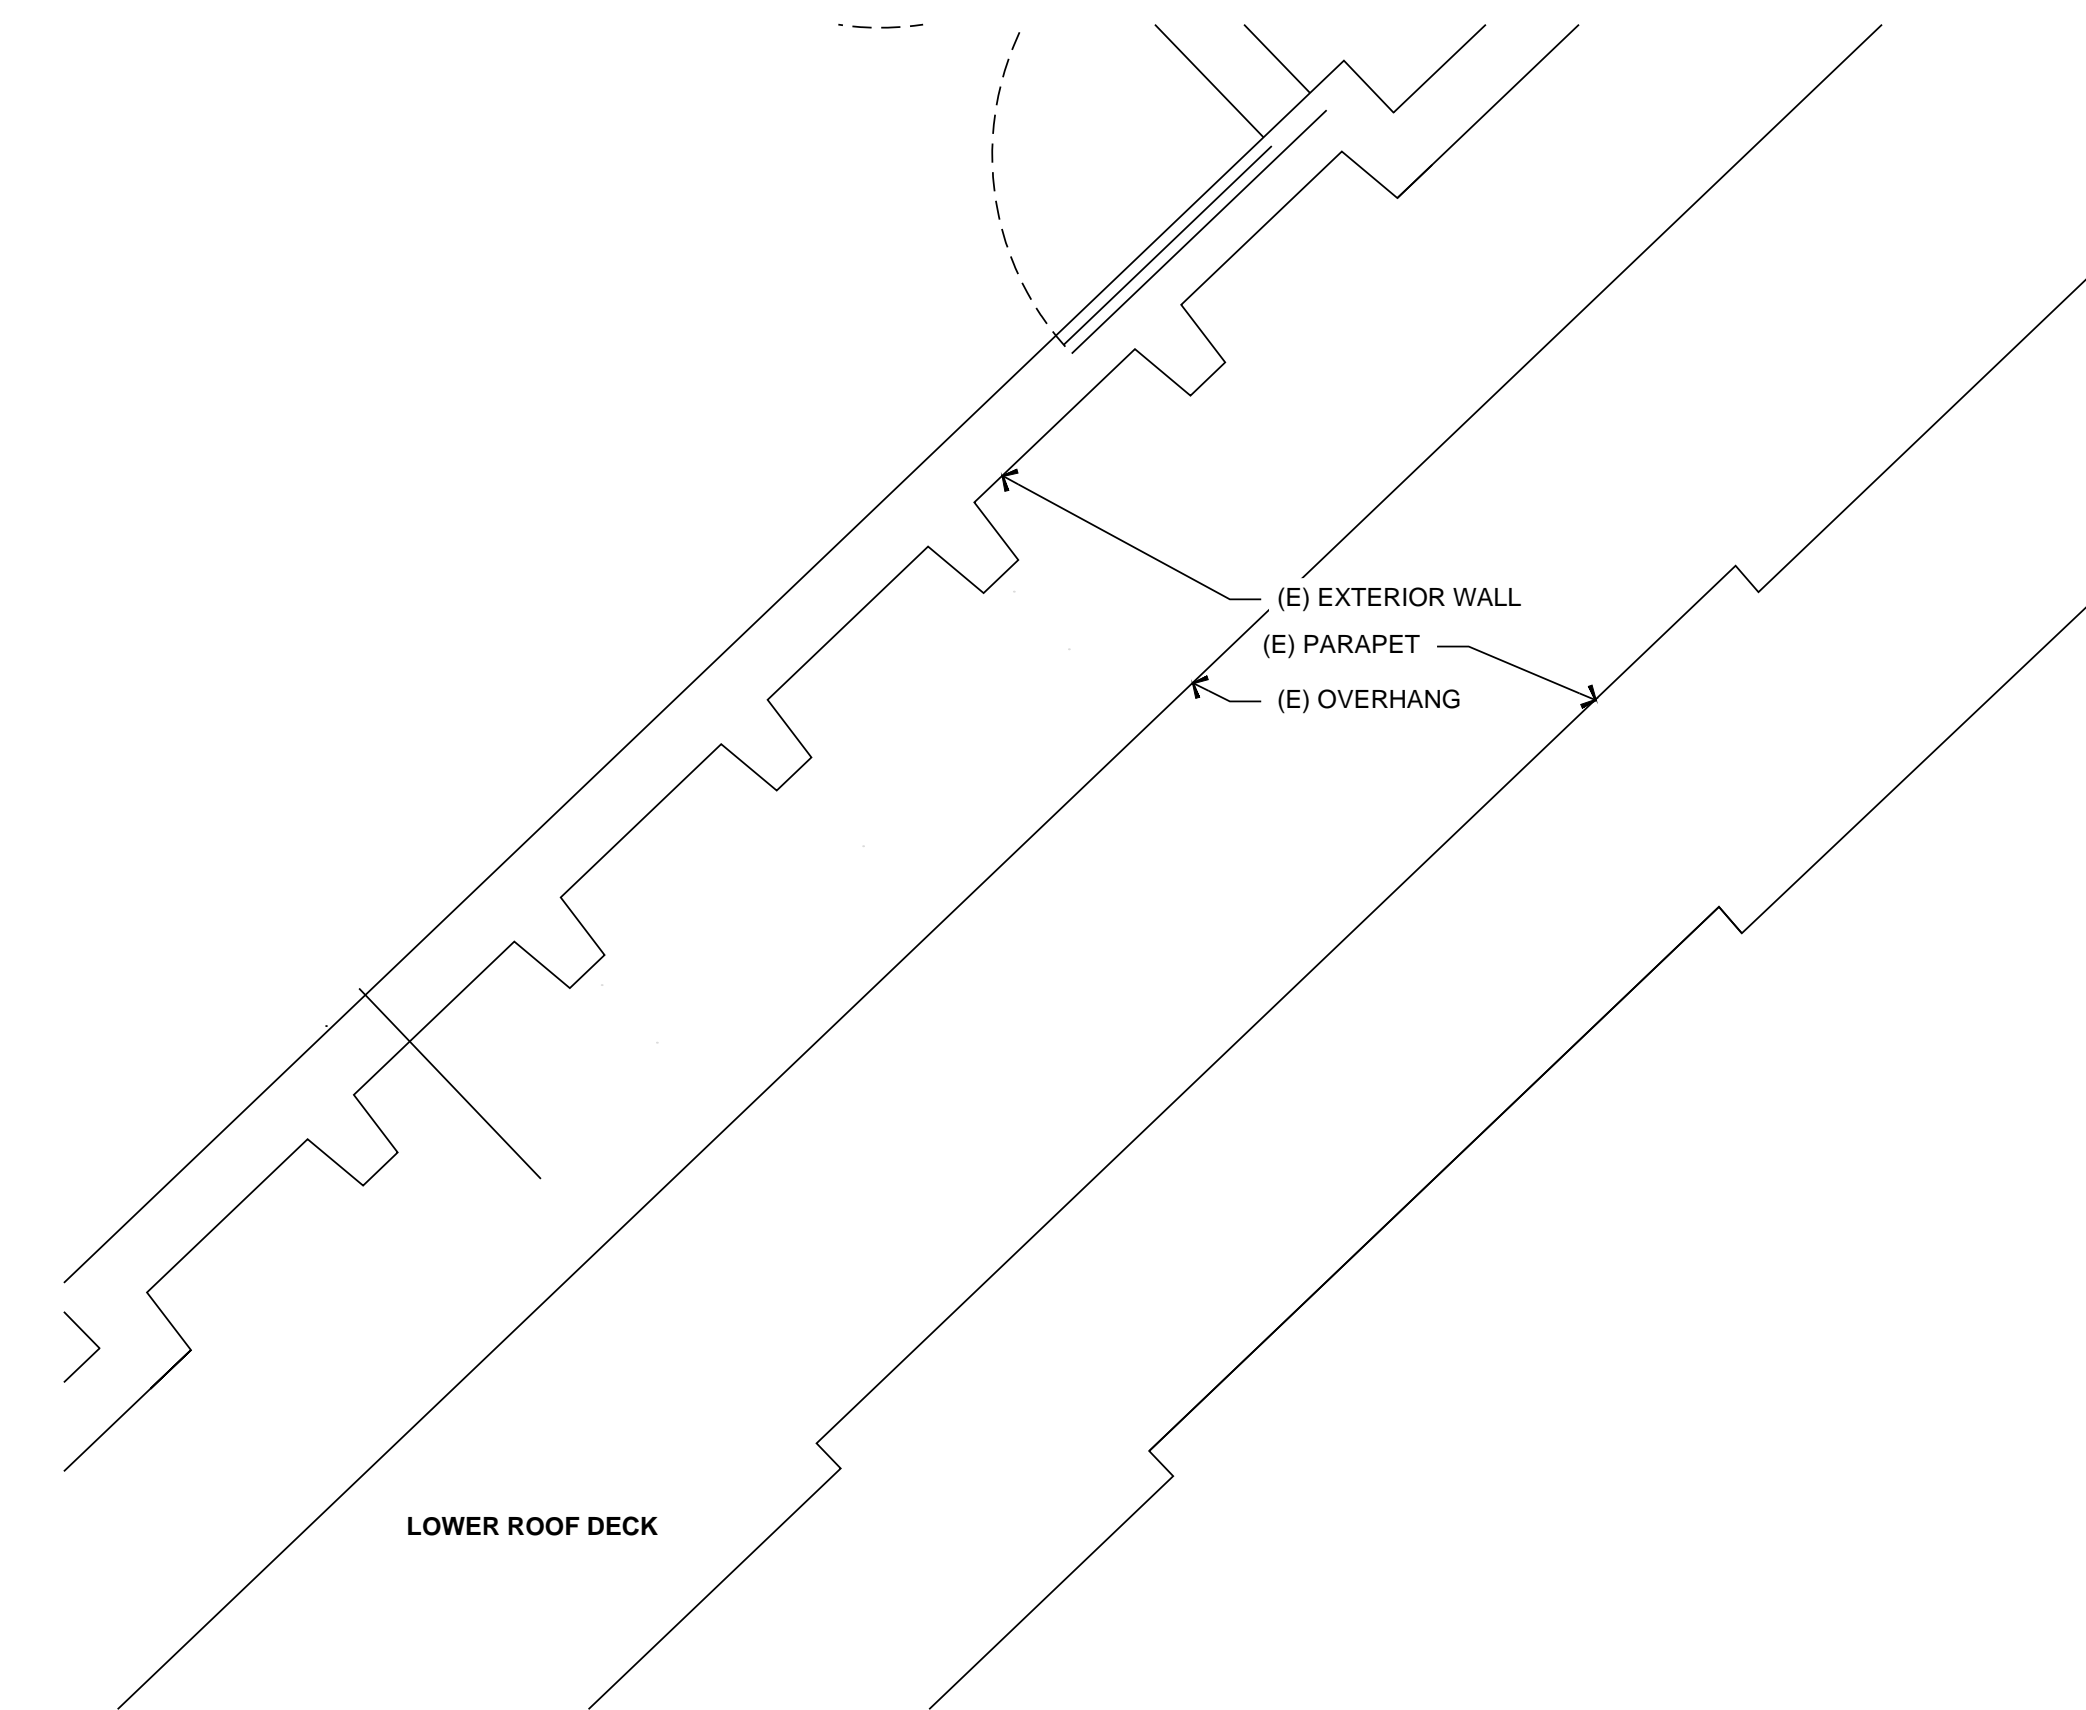 (E) EXTERIOR WALL
(E) PARAPET
(E) OVERHANG
LOWER ROOF DECK